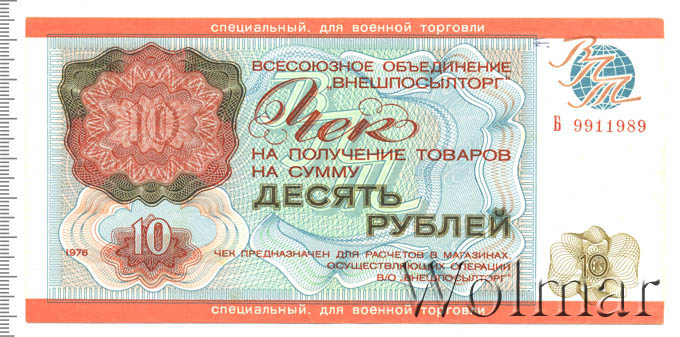 специальный, для военной торговли
ВСЕСОЮЗНОЕ ОБЪЕДИНЕНИЕ
„ВНЕШПОСЫЛТОРГ"
ВПТ
Чек
Б 9911989
10
НА ПОЛУЧЕНИЕ ТОВАРОВ
НА СУММУ
ДЕСЯТЬ
РУБЛЕЙ
10
10
1976
ЧЕК ПРЕДНАЗНАЧЕН ДЛЯ РАСЧЕТОВ В МАГАЗИНАХ,
ОСУЩЕСТВЛЯЮЩИХ ОПЕРАЦИИ
В/О „ВНЕШПОСЫЛТОРГ"
Wolmar
специальный, для военной торговли